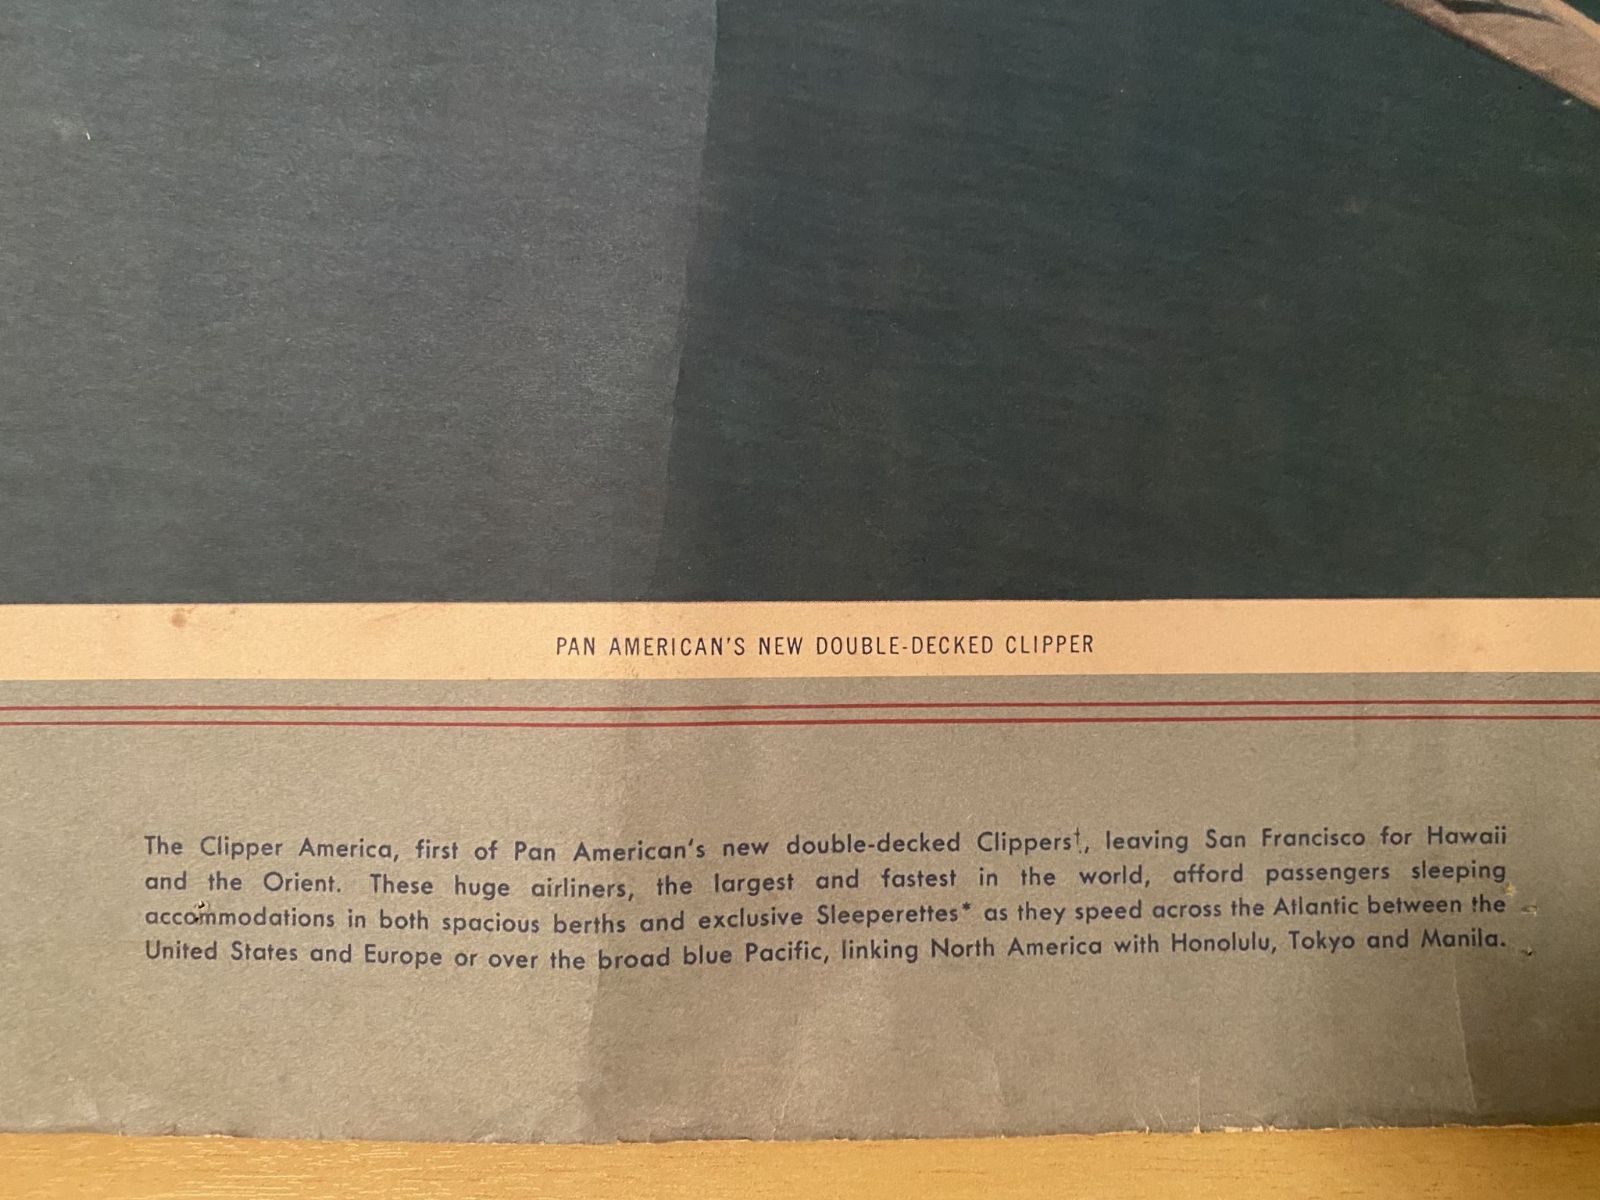 PAN AMERICAN'S NEW DOUBLE-DECKED CLIPPER
The Clipper America, first of Pan American's new double-decked Clippers†, leaving San Francisco for Hawaii
and the Orient. These huge airliners, the largest and fastest in the world, afford passengers sleeping
accommodations in both spacious berths and exclusive Sleeperettes* as they speed across the Atlantic between the
United States and Europe or over the broad blue Pacific, linking North America with Honolulu, Tokyo and Manila.